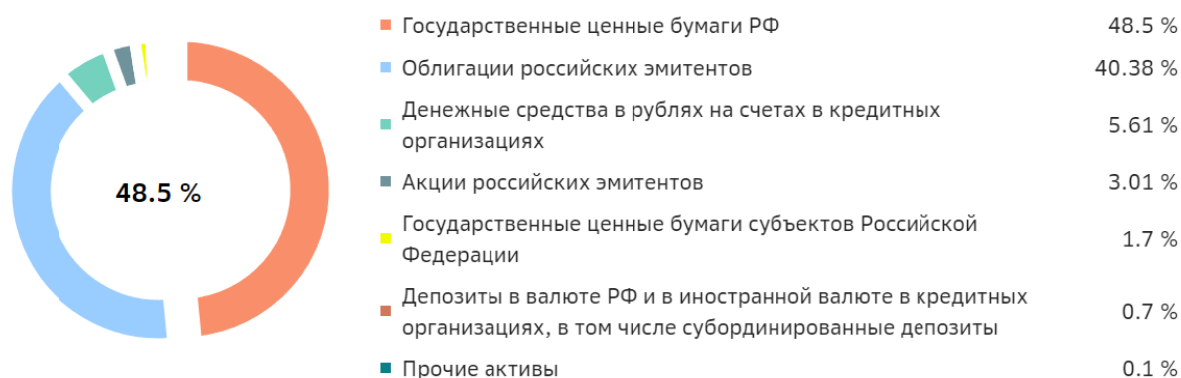 48.5 %
Государственные ценные бумаги РФ 48.5 %
Облигации российских эмитентов 40.38 %
Денежные средства в рублях на счетах в кредитных
организациях 5.61 %
Акции российских эмитентов 3.01 %
Государственные ценные бумаги субъектов Российской
Федерации 1.7 %
Депозиты в валюте РФ и в иностранной валюте в кредитных
организациях, в том числе субординированные депозиты 0.7 %
Прочие активы 0.1 %